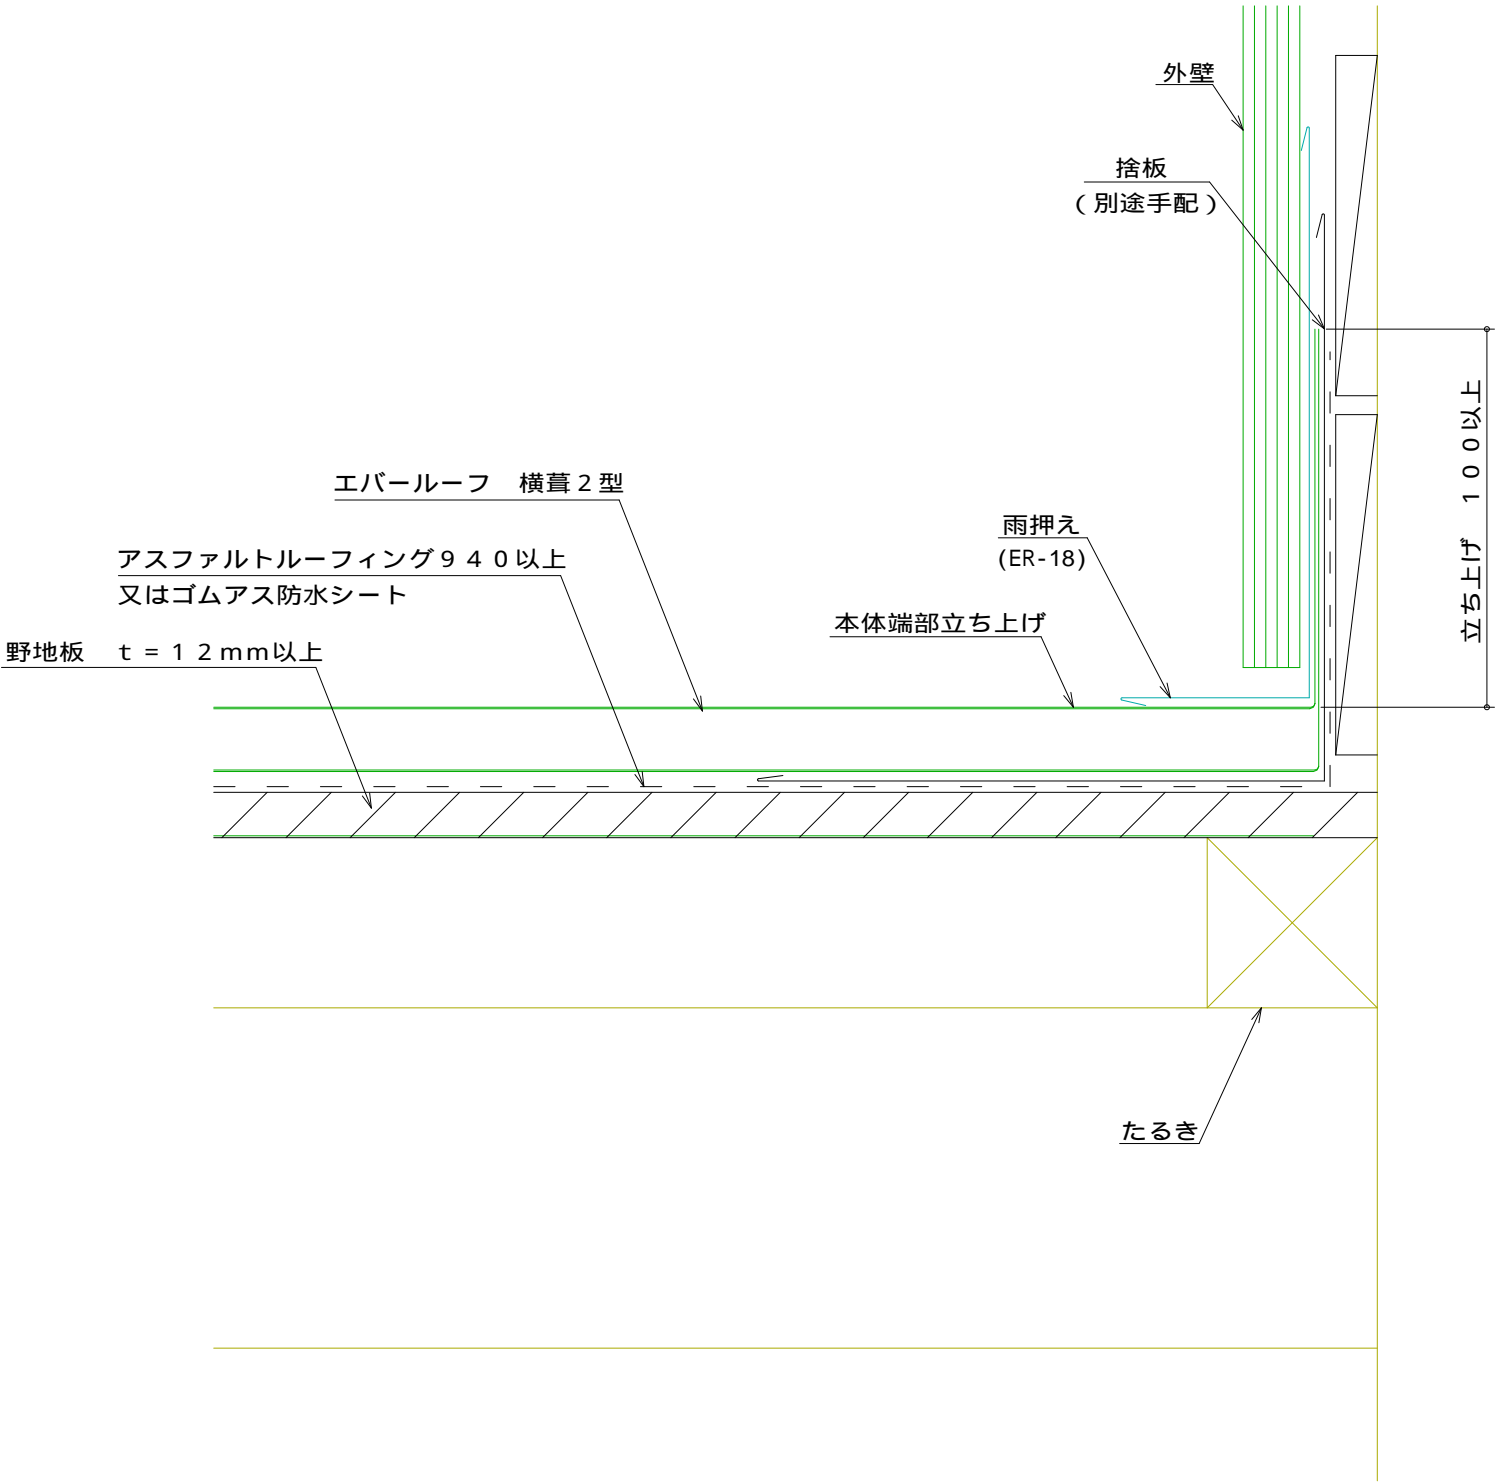 外壁
捨板
(別途手配)
エバールーフ　横葺２型
アスファルトルーフィング９４０以上
又はゴムアス防水シート
野地板　ｔ＝１２ｍｍ以上
雨押え
(ER-18)
本体端部立ち上げ
立ち上げ　１００以上
たるき